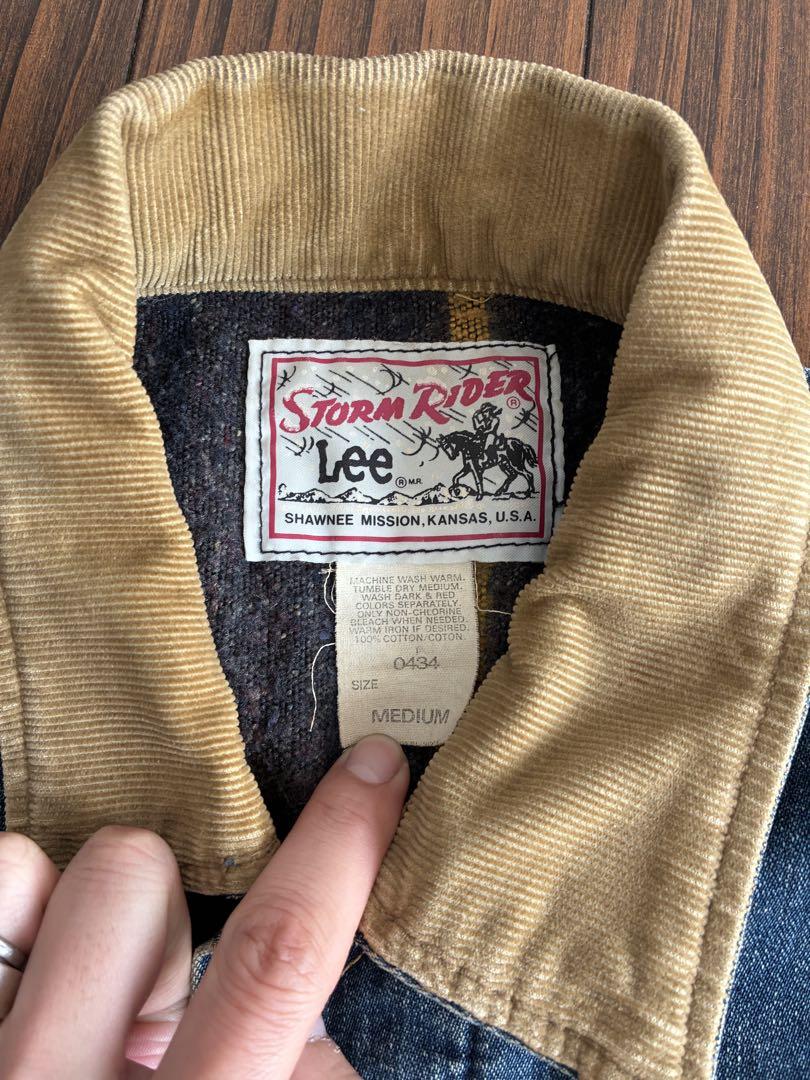 STORM RIDER ®
Lee ® M.R.
SHAWNEE MISSION, KANSAS, U.S.A.
MACHINE WASH WARM.
TUMBLE DRY MEDIUM.
WASH DARK & RED
COLORS SEPARATELY.
ONLY NON-CHLORINE
BLEACH WHEN NEEDED.
WARM IRON IF DESIRED.
100% COTTON/COTON.
0434
SIZE
MEDIUM